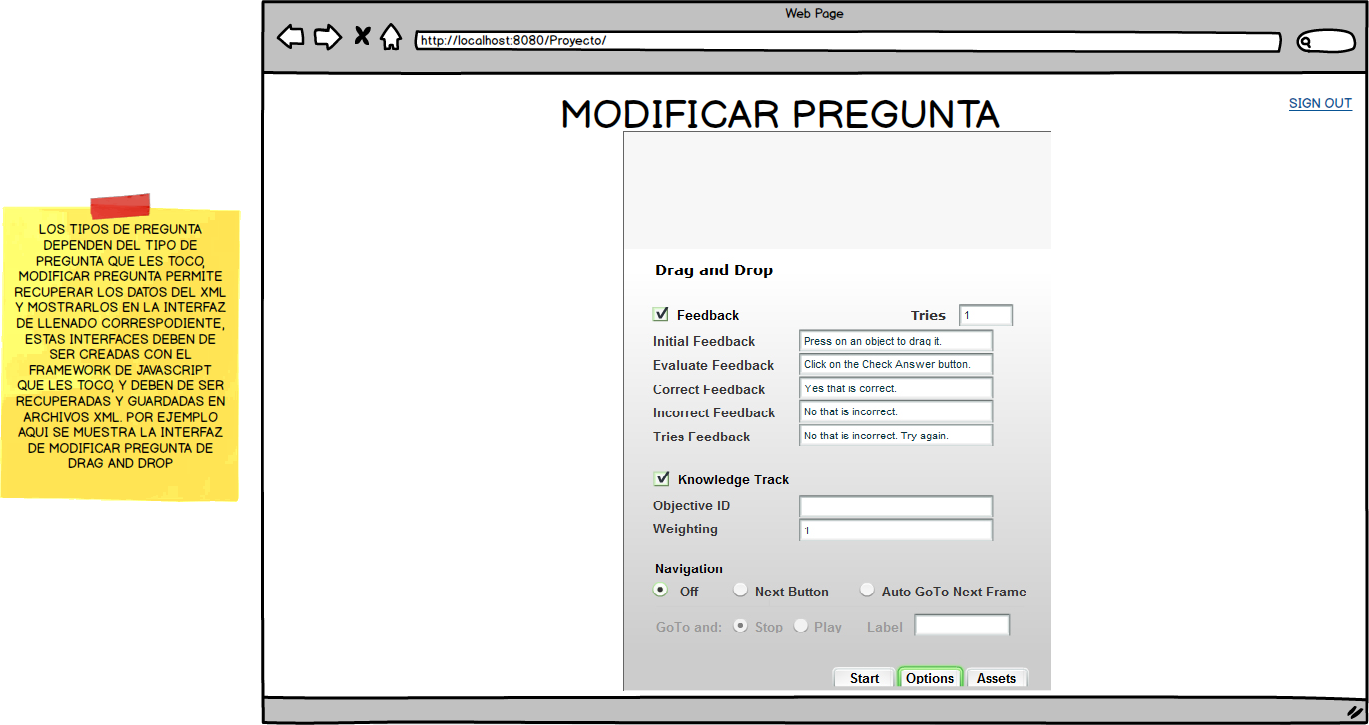 Web Page
http://localhost:8080/Proyecto/
SIGN OUT
MODIFICAR PREGUNTA
LOS TIPOS DE PREGUNTA
DEPENDEN DEL TIPO DE
PREGUNTA QUE LES TOCO,
MODIFICAR PREGUNTA PERMITE
RECUPERAR LOS DATOS DEL XML
Y MOSTRARLOS EN LA INTERFAZ
DE LLENADO CORRESPODIENTE,
ESTAS INTERFACES DEBEN DE
SER CREADAS CON EL
FRAMEWORK DE JAVASCRIPT
QUE LES TOCO, Y DEBEN DE SER
RECUPERADAS Y GUARDADAS EN
ARCHIVOS XML. POR EJEMPLO
AQUI SE MUESTRA LA INTERFAZ
DE MODIFICAR PREGUNTA DE
DRAG AND DROP
Drag and Drop
Feedback Tries 1
Initial Feedback Press on an object to drag it.
Evaluate Feedback Click on the Check Answer button.
Correct Feedback Yes that is correct.
Incorrect Feedback No that is incorrect.
Tries Feedback No that is incorrect. Try again.
Knowledge Track
Objective ID
Weighting 1
Navigation
Off Next Button Auto GoTo Next Frame
GoTo and: Stop Play Label
Start Options Assets